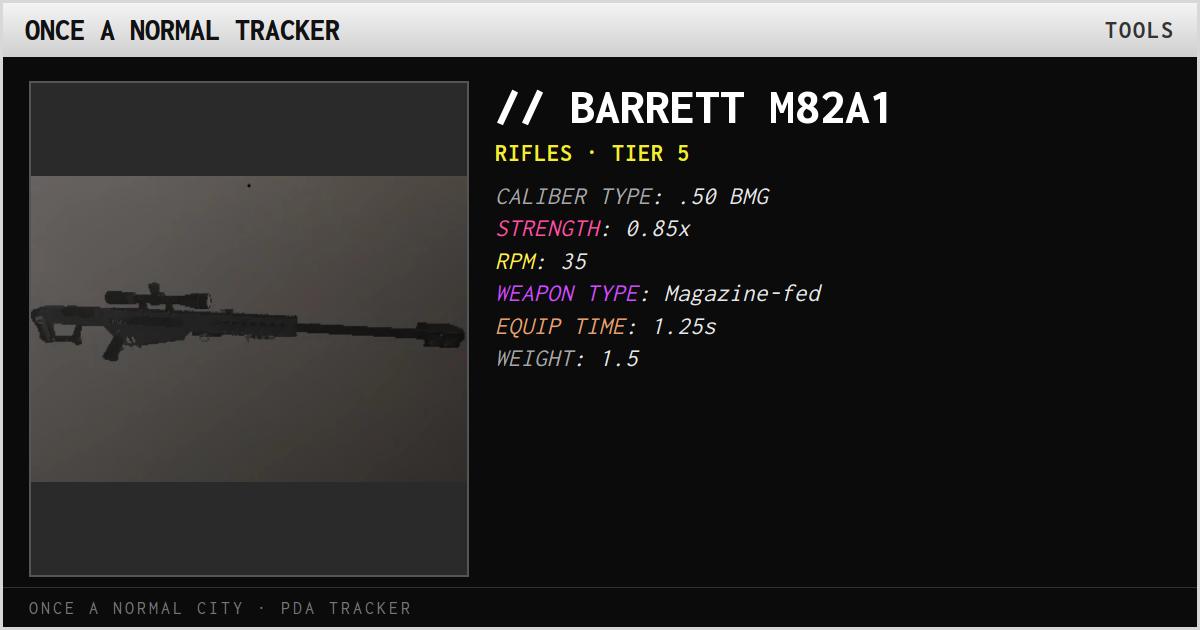 ONCE A NORMAL TRACKER
TOOLS
// BARRETT M82A1
RIFLES · TIER 5
CALIBER TYPE: .50 BMG
STRENGTH: 0.85x
RPM: 35
WEAPON TYPE: Magazine-fed
EQUIP TIME: 1.25s
WEIGHT: 1.5
ONCE A NORMAL CITY · PDA TRACKER